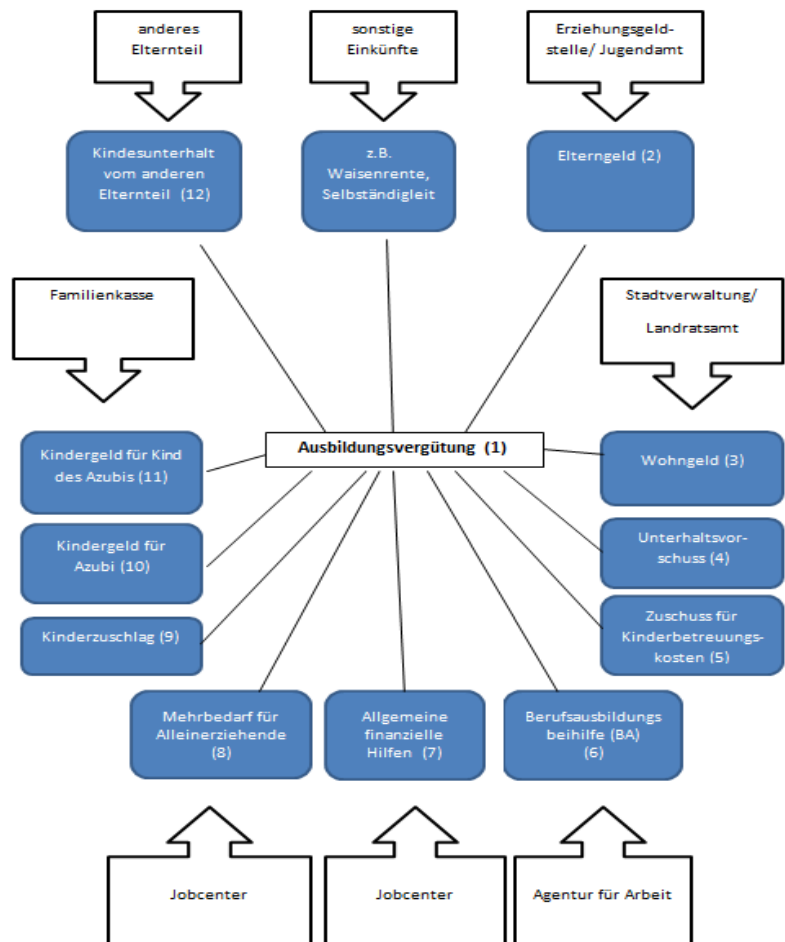 anderes
Elternteil
sonstige
Einkünfte
Erziehungsgeld-
stelle/ Jugendamt
Kindesunterhalt
vom anderen
Elternteil (12)
z.B.
Waisenrente,
Selbständigleit
Elterngeld (2)
Familienkasse
Stadtverwaltung/
Landratsamt
Ausbildungsvergütung (1)
Kindergeld für Kind
des Azubis (11)
Wohngeld (3)
Kindergeld für
Azubi (10)
Unterhaltsvor-
schuss (4)
Kinderzuschlag (9)
Zuschuss für
Kinderbetreuungs-
kosten (5)
Mehrbedarf für
Alleinerziehende
(8)
Allgemeine
finanzielle
Hilfen (7)
Berufsausbildungs
beihilfe (BA)
(6)
Jobcenter
Jobcenter
Agentur für Arbeit